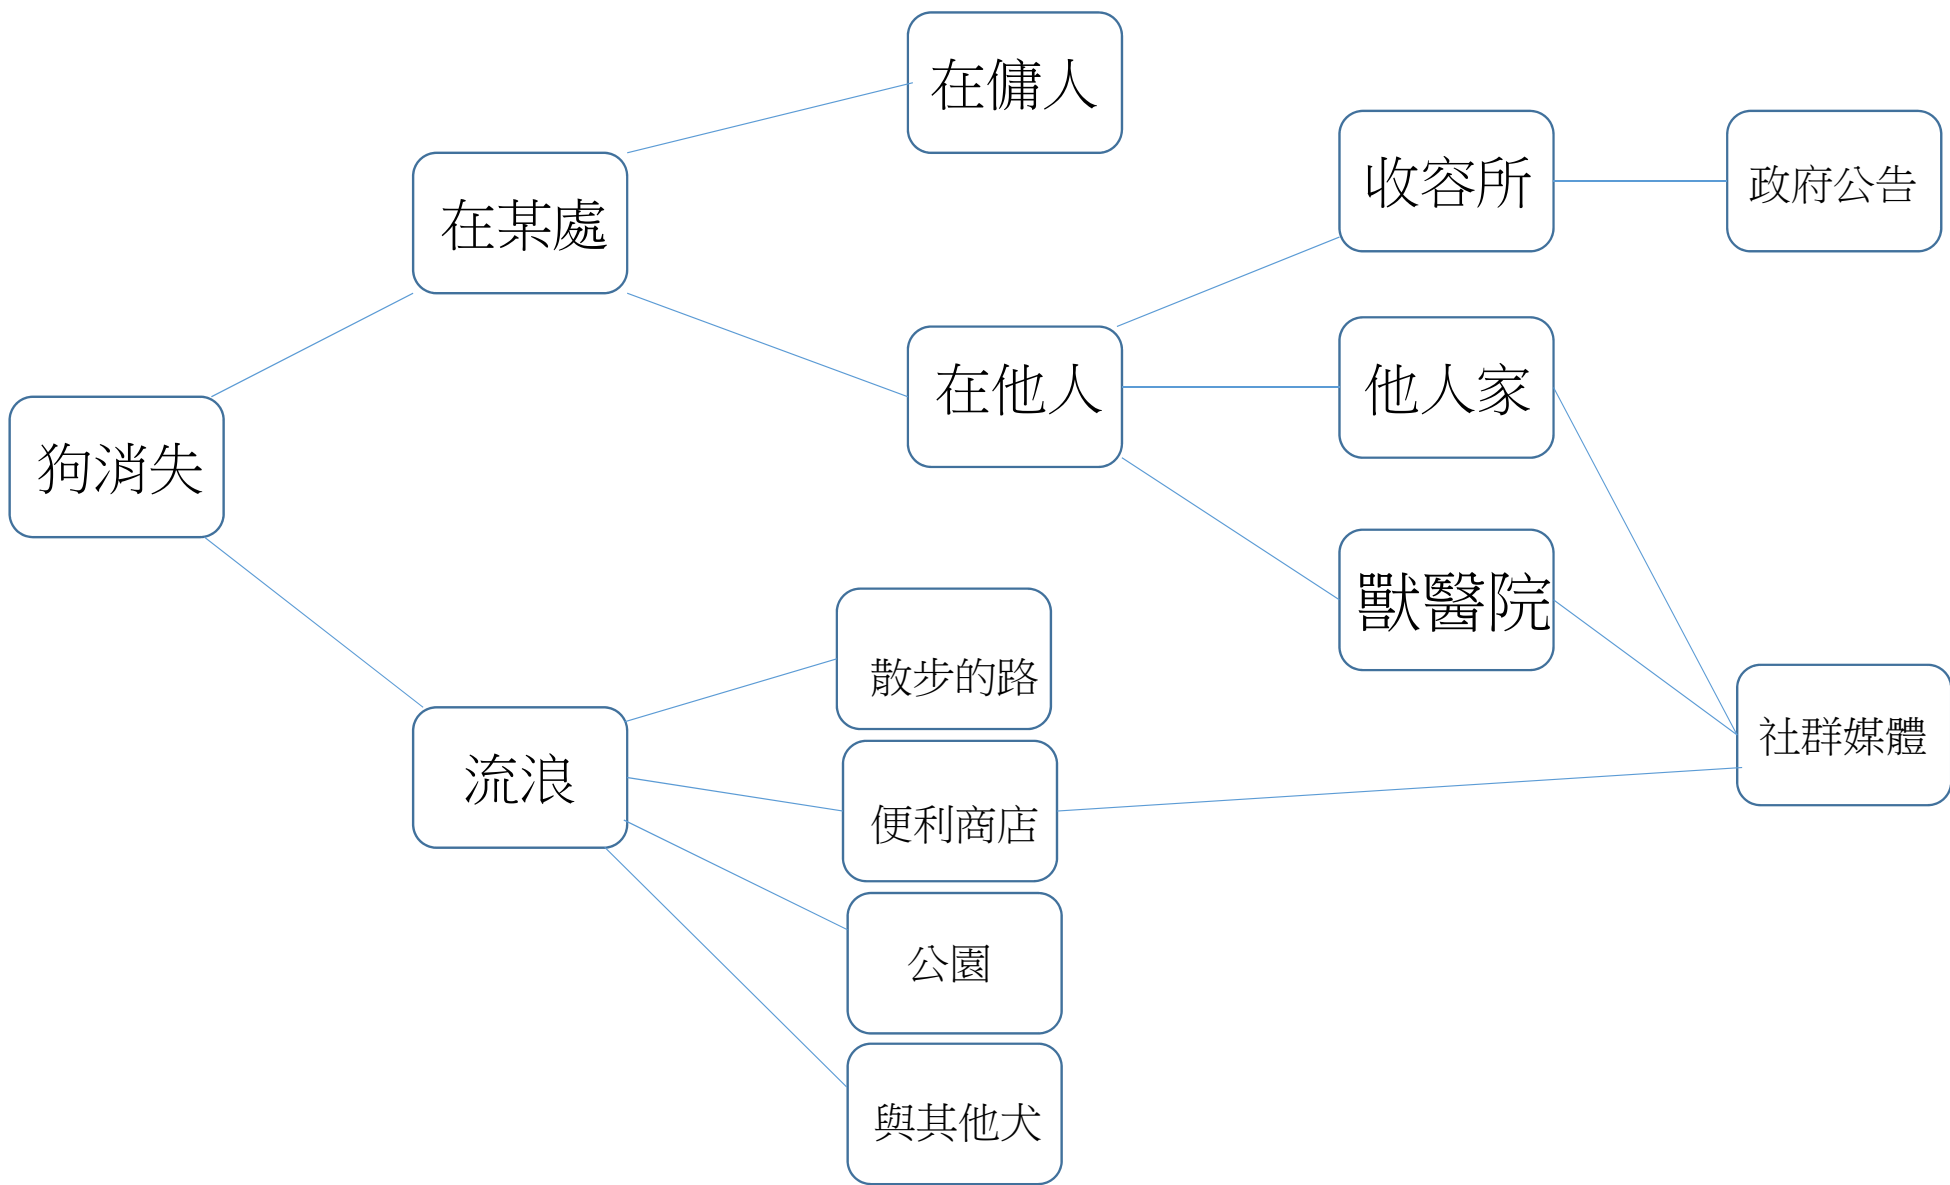 在傭人
收容所
政府公告
在某處
在他人
他人家
狗消失
獸醫院
散步的路
社群媒體
流浪
便利商店
公園
與其他犬